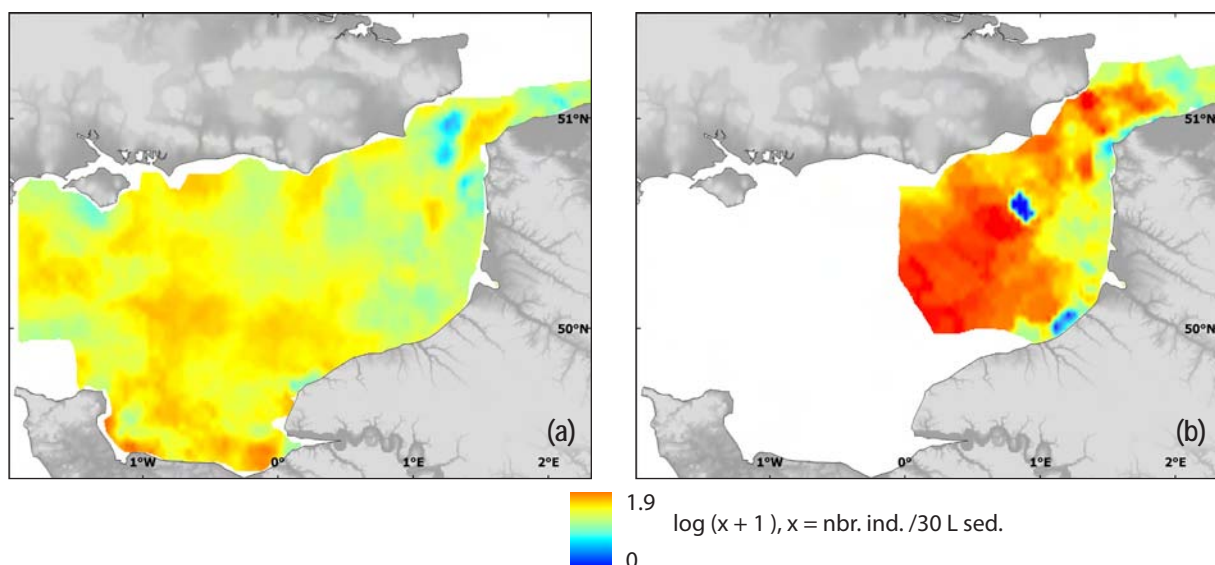 51°N
51°N
50°N
50°N
(a)
(b)
1°W
0°
1°E
2°E
1°W
0°
1°E
2°E
1.9
log (x + 1 ), x = nbr. ind. /30 L sed.
0